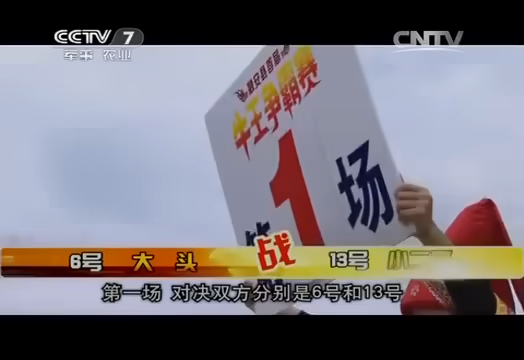 CCTV 7
军事 农业
CNTV
牛王争霸赛
第1场
6号 大头 战 13号 小二
第一场 对决双方分别是6号和13号